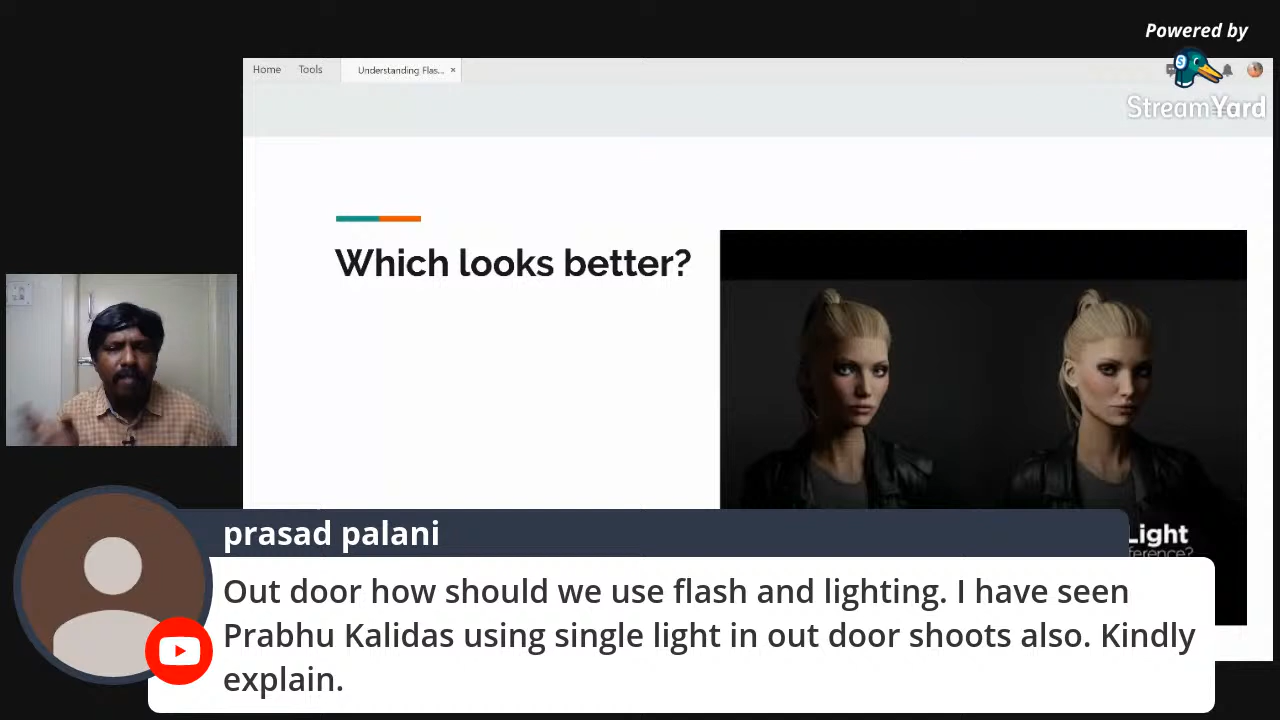 Powered by
StreamYard
Home Tools Understanding Flas... ×
Which looks better?
Light
ference?
prasad palani
Out door how should we use flash and lighting. I have seen
Prabhu Kalidas using single light in out door shoots also. Kindly
explain.